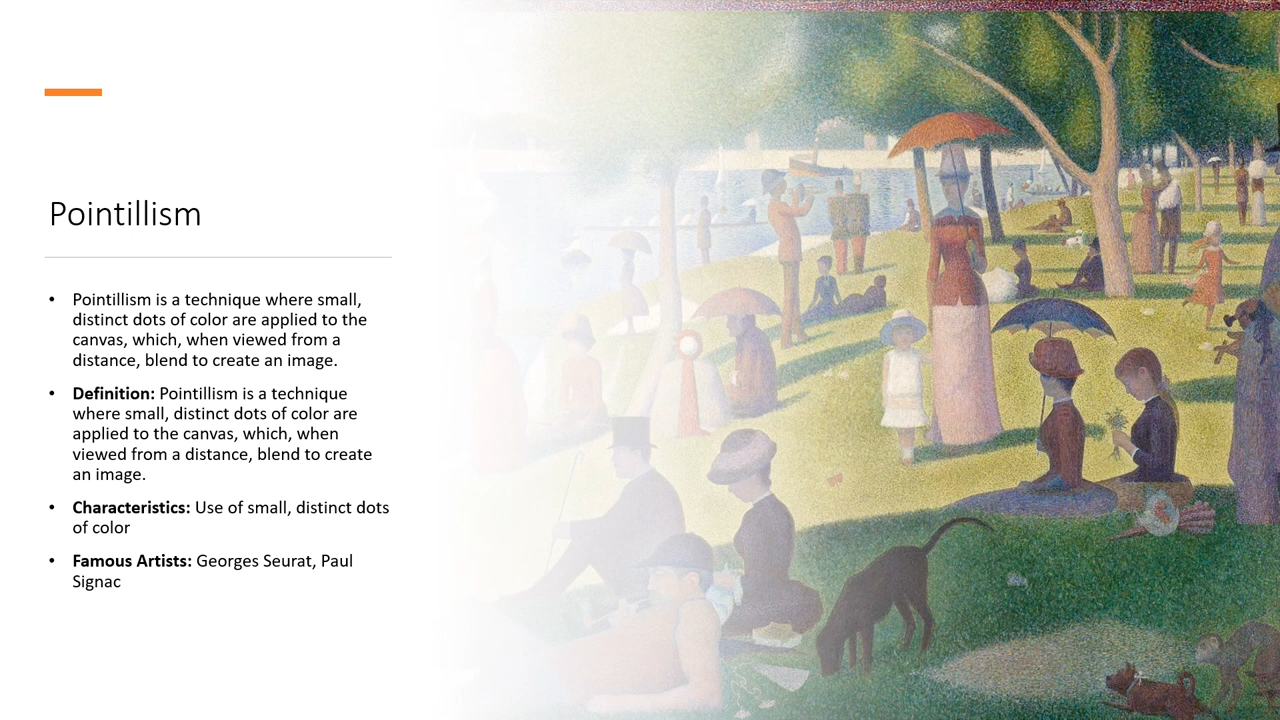 Pointillism
• Pointillism is a technique where small,
distinct dots of color are applied to the
canvas, which, when viewed from a
distance, blend to create an image.
• Definition: Pointillism is a technique
where small, distinct dots of color are
applied to the canvas, which, when
viewed from a distance, blend to create
an image.
• Characteristics: Use of small, distinct dots
of color
• Famous Artists: Georges Seurat, Paul
Signac